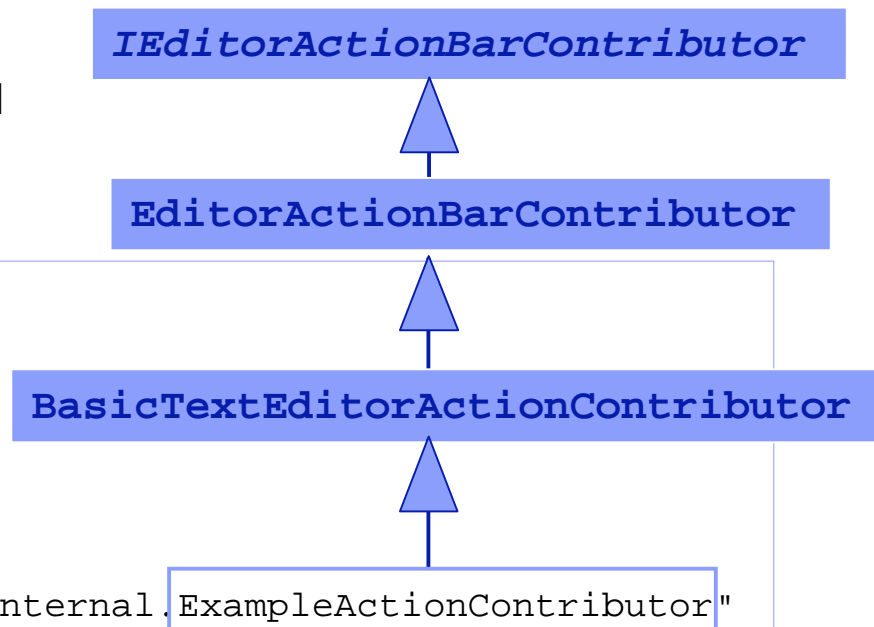 IEditorActionBarContributor
EditorActionBarContributor
BasicTextEditorActionContributor
nternal.ExampleActionContributor"